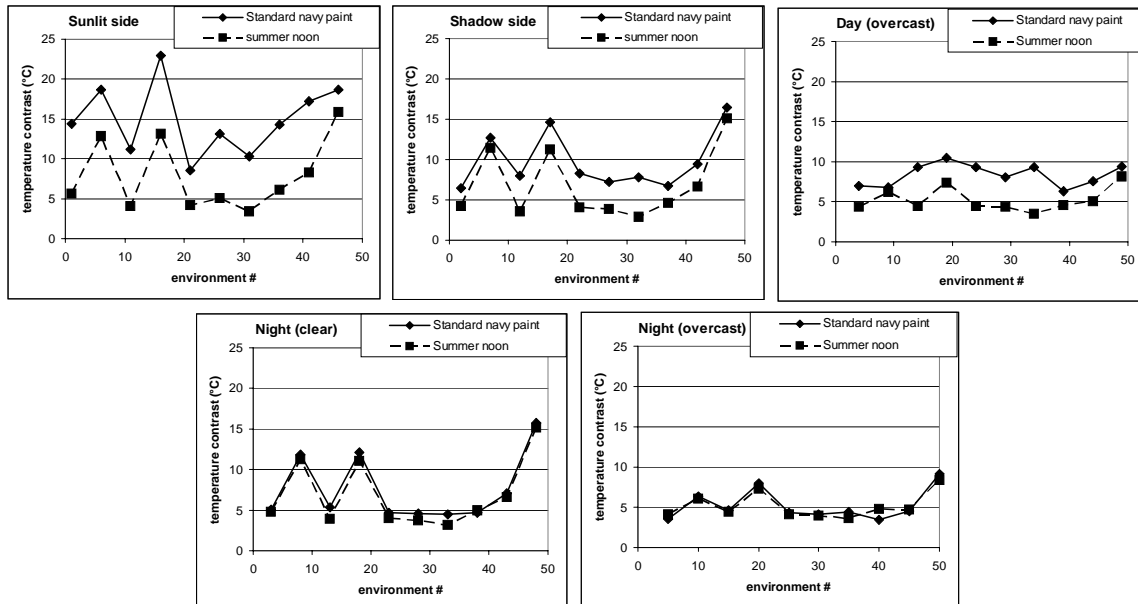 Sunlit side
Standard navy paint
summer noon
25
20
15
10
5
0
temperature contrast (°C)
0 10 20 30 40 50
environment #
Shadow side
Standard navy paint
Summer noon
25
20
15
10
5
0
temperature contrast (°C)
0 10 20 30 40 50
environment #
Day (overcast)
Standard navy paint
Summer noon
25
20
15
10
5
0
temperature contrast (°C)
0 10 20 30 40 50
environment #
Night (clear)
Standard navy paint
Summer noon
25
20
15
10
5
0
temperature contrast (°C)
0 10 20 30 40 50
environment #
Night (overcast)
Standard navy paint
Summer noon
25
20
15
10
5
0
temperature contrast (°C)
0 10 20 30 40 50
environment #